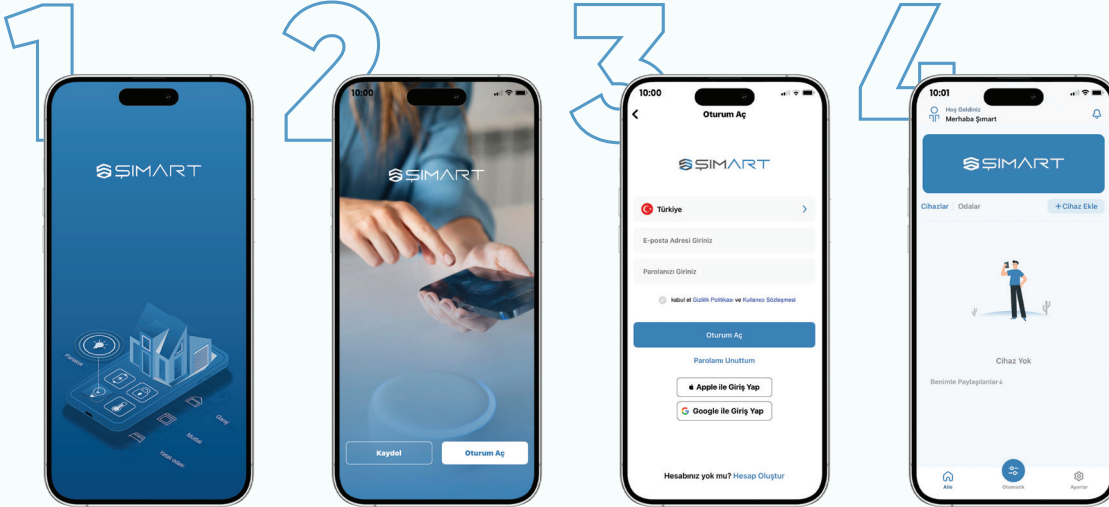 1
ŞIMART
Parlaklık
Garaj
Mutfak
Yatak odam
2
10:00
ŞIMART
Kaydol
Oturum Aç
3
10:00
Oturum Aç
ŞIMART
Türkiye
E-posta Adresi Giriniz
Parolanızı Giriniz
kabul et Gizlilik Politikası ve Kullanıcı Sözleşmesi
Oturum Aç
Parolamı Unuttum
Apple ile Giriş Yap
Google ile Giriş Yap
Hesabınız yok mu? Hesap Oluştur
4
10:01
Hoş Geldiniz
Merhaba Şımart
ŞIMART
Cihazlar Odalar +Cihaz Ekle
Cihaz Yok
Benimle Paylaşılanlar↓
Aile Otomatik Ayarlar